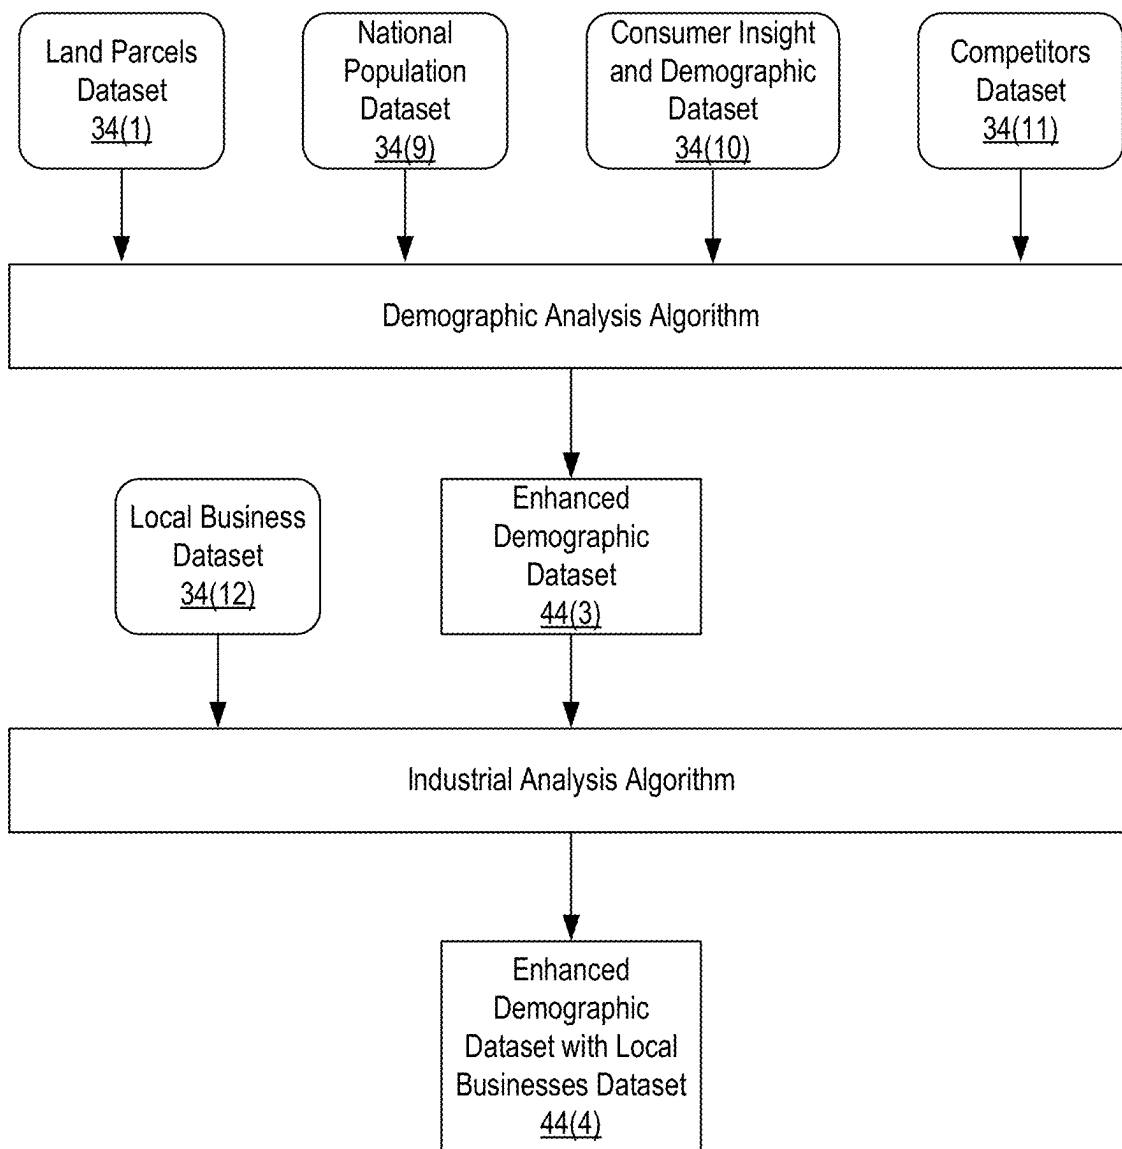 Land Parcels
Dataset
34(1)
National
Population
Dataset
34(9)
Consumer Insight
and Demographic
Dataset
34(10)
Competitors
Dataset
34(11)
Demographic Analysis Algorithm
Local Business
Dataset
34(12)
Enhanced
Demographic
Dataset
44(3)
Industrial Analysis Algorithm
Enhanced
Demographic
Dataset with Local
Businesses Dataset
44(4)